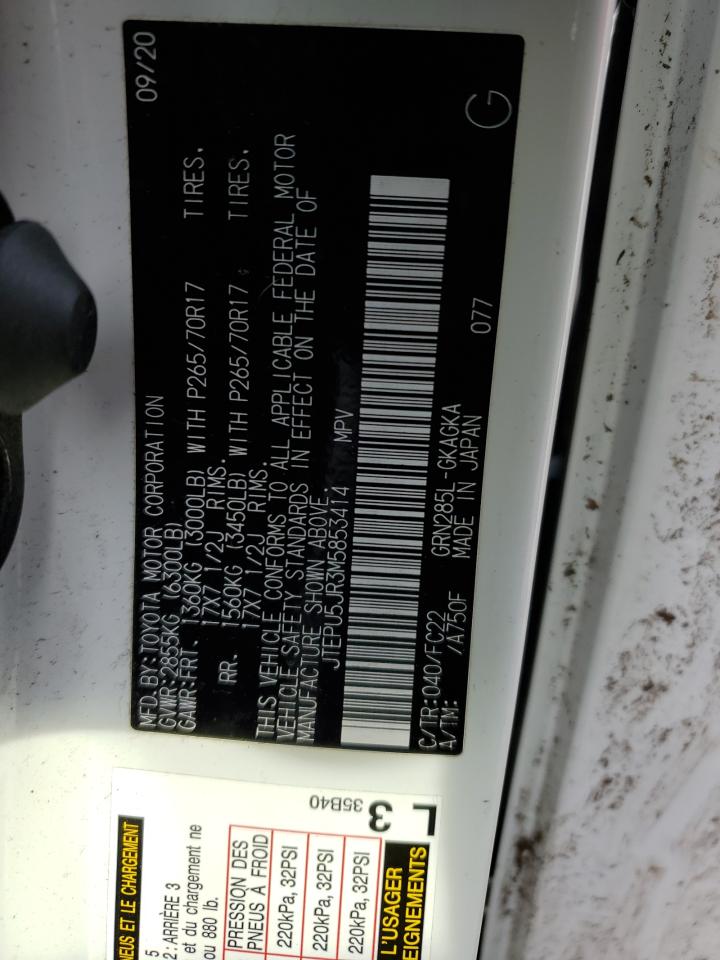 MFD. BY: TOYOTA MOTOR CORPORATION 09/20
GVWR: 2855KG (6300LB)
GAWR: FRT 1360KG (3000LB) WITH P265/70R17 TIRES.
17X7 1/2J RIMS.
RR. 1560KG (3450LB) WITH P265/70R17 TIRES.
17X7 1/2J RIMS.
THIS VEHICLE CONFORMS TO ALL APPLICABLE FEDERAL MOTOR
VEHICLE SAFETY STANDARDS IN EFFECT ON THE DATE OF
MANUFACTURE SHOWN ABOVE.
JTEPU5JR3M5853414 MPV
C/TR: 040/FC22 GRN285L-GKAGKA 077
A/TM: /A750F MADE IN JAPAN
G
NEUS ET LE CHARGEMENT
5
2: ARRIÈRE 3
et du chargement ne
ou 880 lb.
PRESSION DES
PNEUS À FROID
220kPa, 32PSI
220kPa, 32PSI
220kPa, 32PSI
L'USAGER
EIGNEMENTS
35B40
3